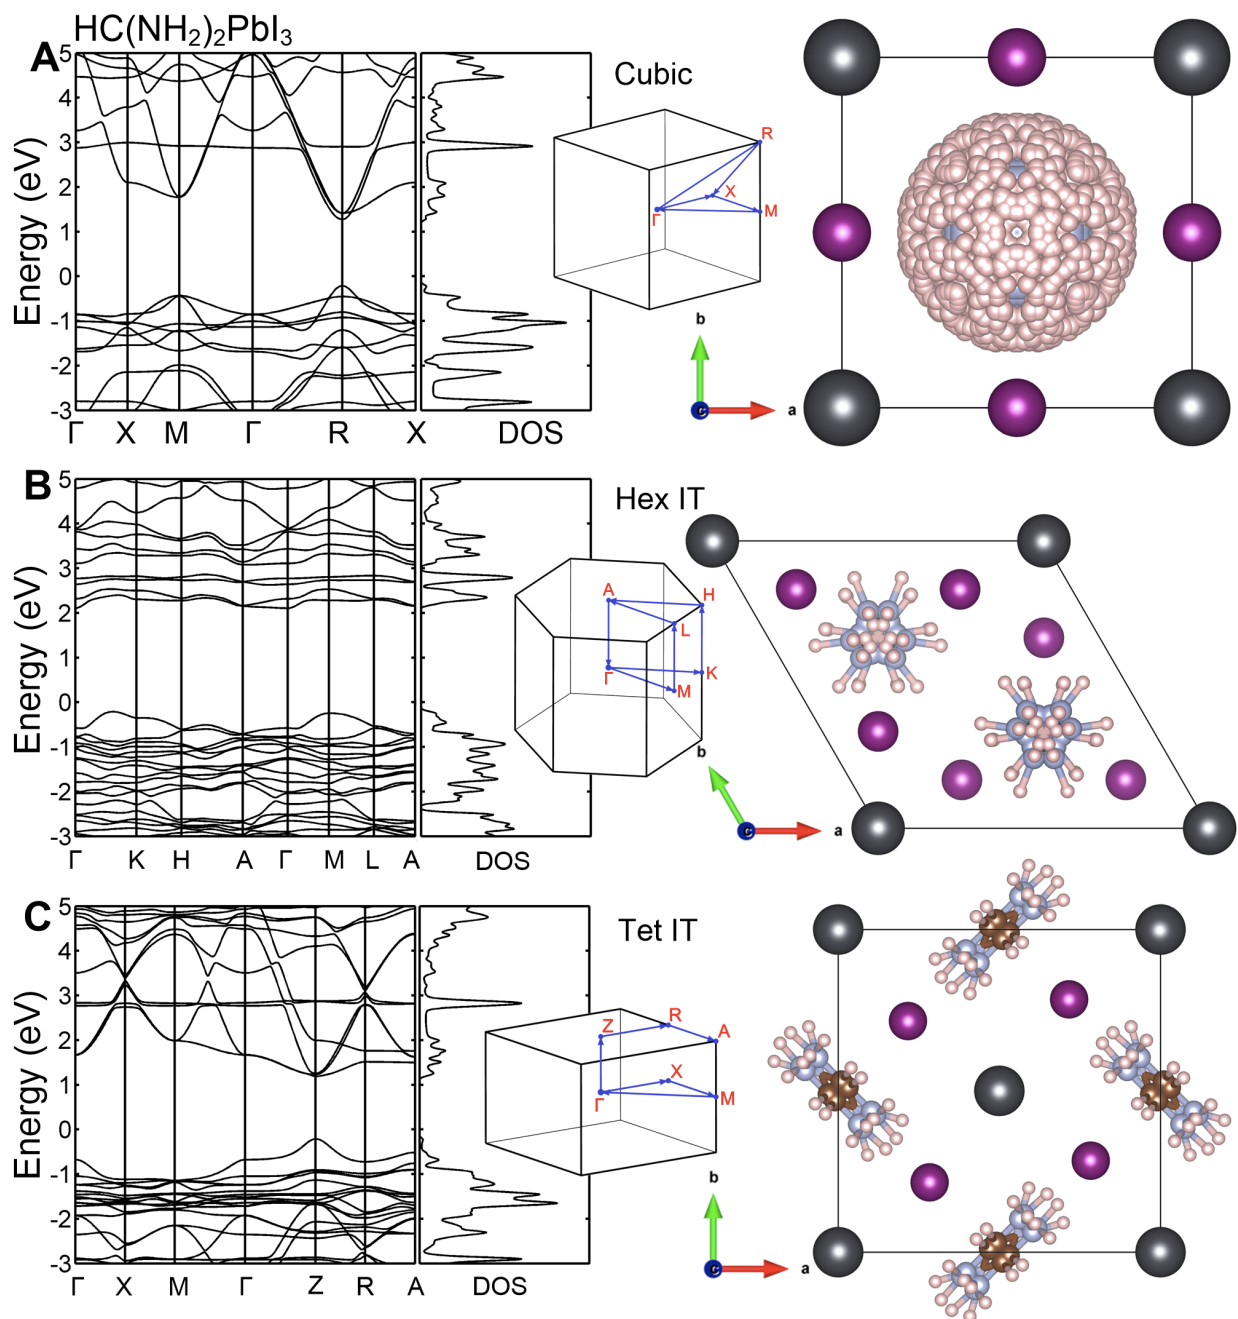 HC(NH₂)₂PbI₃
A
Energy (eV)
5
4
3
2
1
0
-1
-2
-3
Γ X M Γ R X
DOS
Cubic
R
X
Γ
M
b
c
a
B
Energy (eV)
5
4
3
2
1
0
-1
-2
-3
Γ K H A Γ M L A
DOS
Hex IT
A
H
L
Γ
K
M
b
c
a
C
Energy (eV)
5
4
3
2
1
0
-1
-2
-3
Γ X M Γ Z R A
DOS
Tet IT
Z
R
A
X
Γ
M
b
c
a